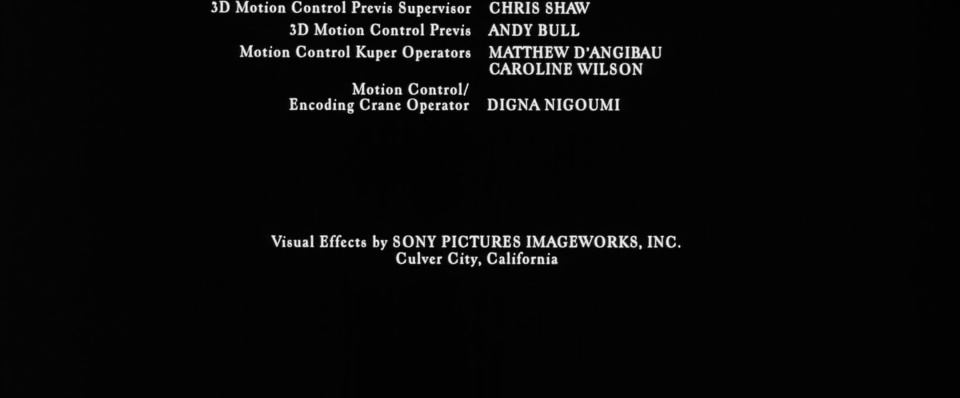 3D Motion Control Previs Supervisor CHRIS SHAW
3D Motion Control Previs ANDY BULL
Motion Control Kuper Operators MATTHEW D'ANGIBAU
CAROLINE WILSON
Motion Control/
Encoding Crane Operator DIGNA NIGOUMI
Visual Effects by SONY PICTURES IMAGEWORKS, INC.
Culver City, California